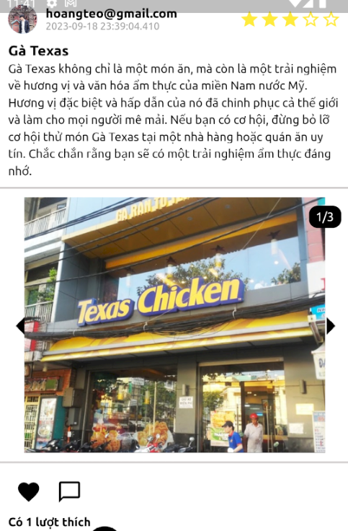 11:41
hoangteo@gmail.com
2023-09-18 23:39:04.410
Gà Texas
Gà Texas không chỉ là một món ăn, mà còn là một trải nghiệm
về hương vị và văn hóa ẩm thực của miền Nam nước Mỹ.
Hương vị đặc biệt và hấp dẫn của nó đã chinh phục cả thế giới
và làm cho mọi người mê mải. Nếu bạn có cơ hội, đừng bỏ lỡ
cơ hội thử món Gà Texas tại một nhà hàng hoặc quán ăn uy
tín. Chắc chắn rằng bạn sẽ có một trải nghiệm ẩm thực đáng
nhớ.
1/3
Texas Chicken
Có 1 lượt thích